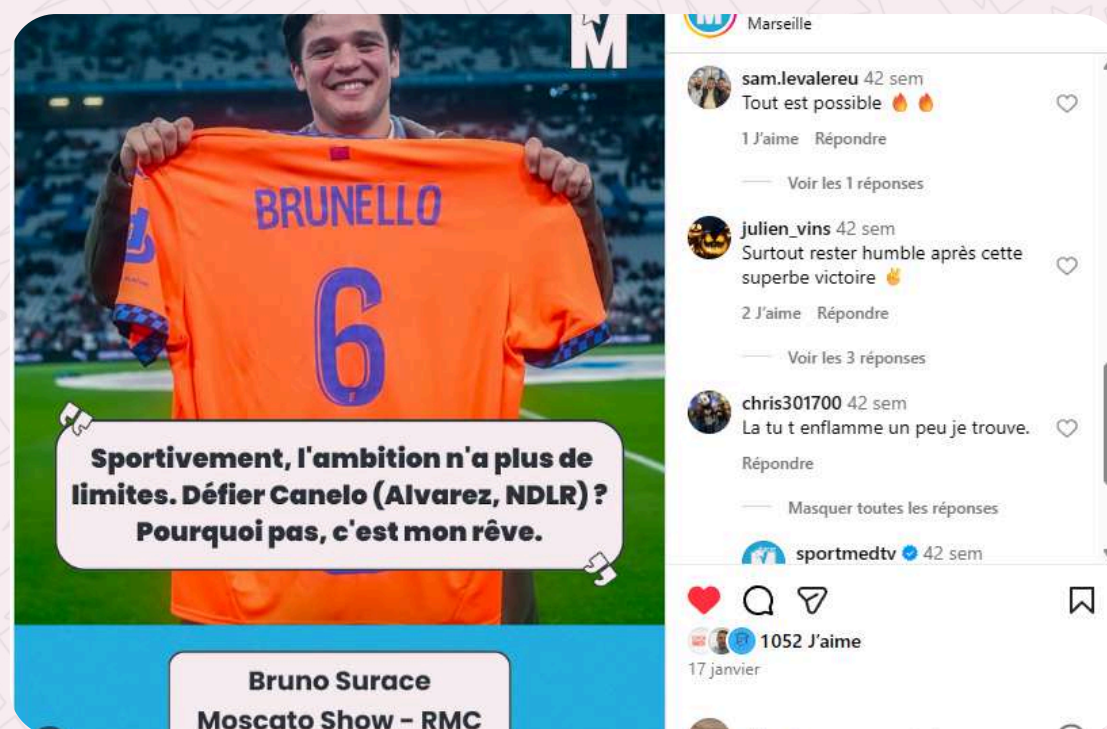 M
BRUNELLO
6
Sportivement, l'ambition n'a plus de
limites. Défier Canelo (Alvarez, NDLR) ?
Pourquoi pas, c'est mon rêve.
Bruno Surace
Moscato Show – RMC
Marseille
sam.levalereu 42 sem
Tout est possible 🔥 🔥
1 J'aime Répondre
Voir les 1 réponses
julien_vins 42 sem
Surtout rester humble après cette
superbe victoire ✌️
2 J'aime Répondre
Voir les 3 réponses
chris301700 42 sem
La tu t enflamme un peu je trouve.
Répondre
Masquer toutes les réponses
sportmedtv 42 sem
1052 J'aime
17 janvier